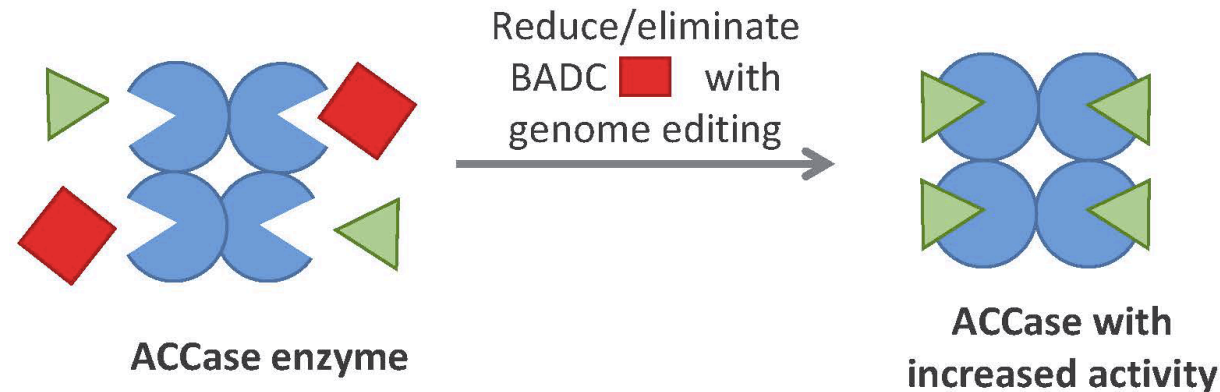 Reduce/eliminate
BADC with
genome editing
ACCase enzyme
ACCase with
increased activity